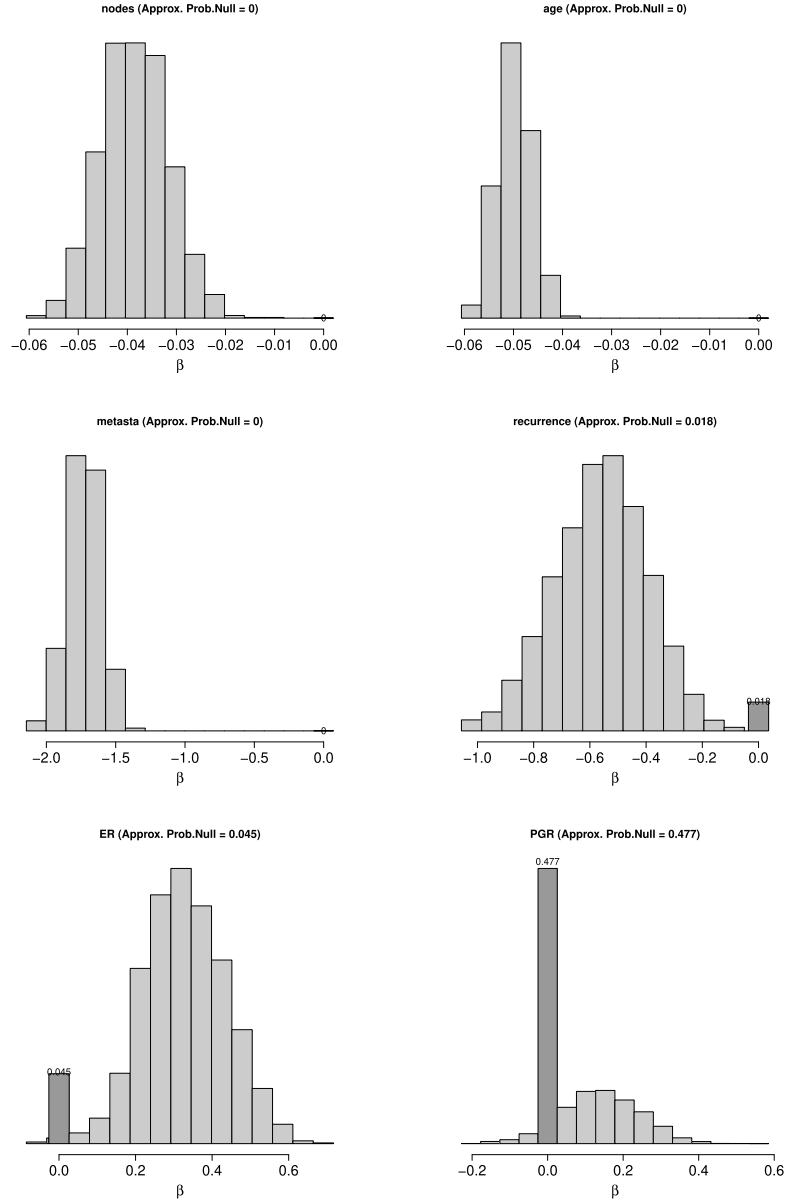 nodes (Approx. Prob.Null = 0)
0
−0.06 −0.05 −0.04 −0.03 −0.02 −0.01 0.00
β
age (Approx. Prob.Null = 0)
0
−0.06 −0.05 −0.04 −0.03 −0.02 −0.01 0.00
β
metasta (Approx. Prob.Null = 0)
0
−2.0 −1.5 −1.0 −0.5 0.0
β
recurrence (Approx. Prob.Null = 0.018)
0.018
−1.0 −0.8 −0.6 −0.4 −0.2 0.0
β
ER (Approx. Prob.Null = 0.045)
0.045
0.0 0.2 0.4 0.6
β
PGR (Approx. Prob.Null = 0.477)
0.477
−0.2 0.0 0.2 0.4 0.6
β